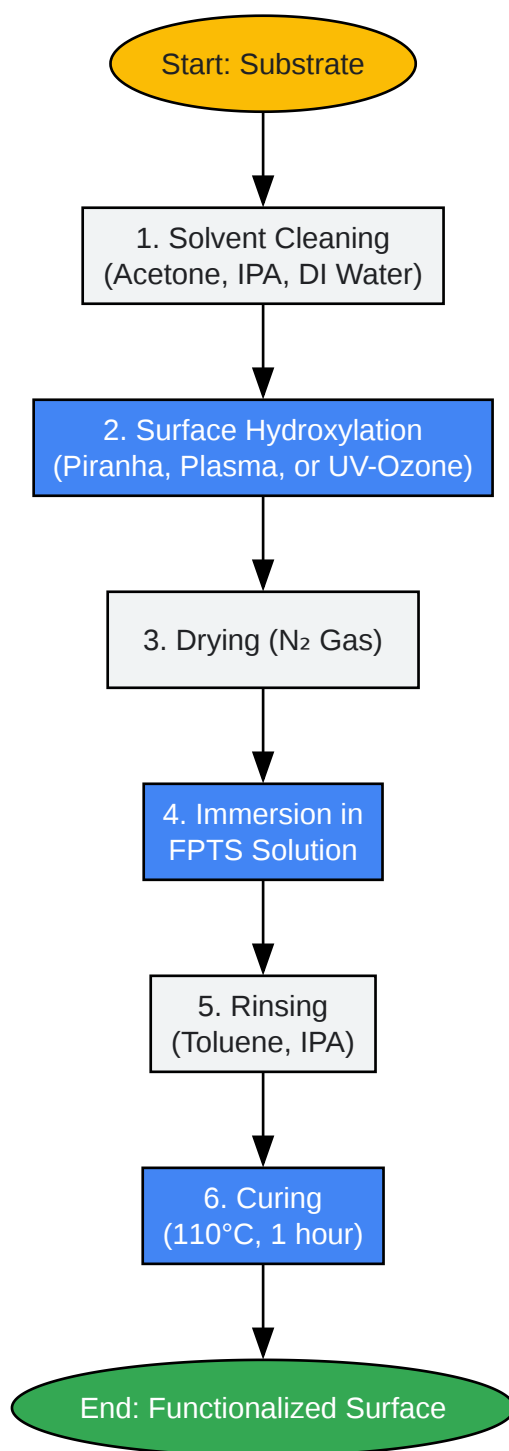 Start: Substrate
1. Solvent Cleaning
(Acetone, IPA, DI Water)
2. Surface Hydroxylation
(Piranha, Plasma, or UV-Ozone)
3. Drying (N₂ Gas)
4. Immersion in
FPTS Solution
5. Rinsing
(Toluene, IPA)
6. Curing
(110°C, 1 hour)
End: Functionalized Surface